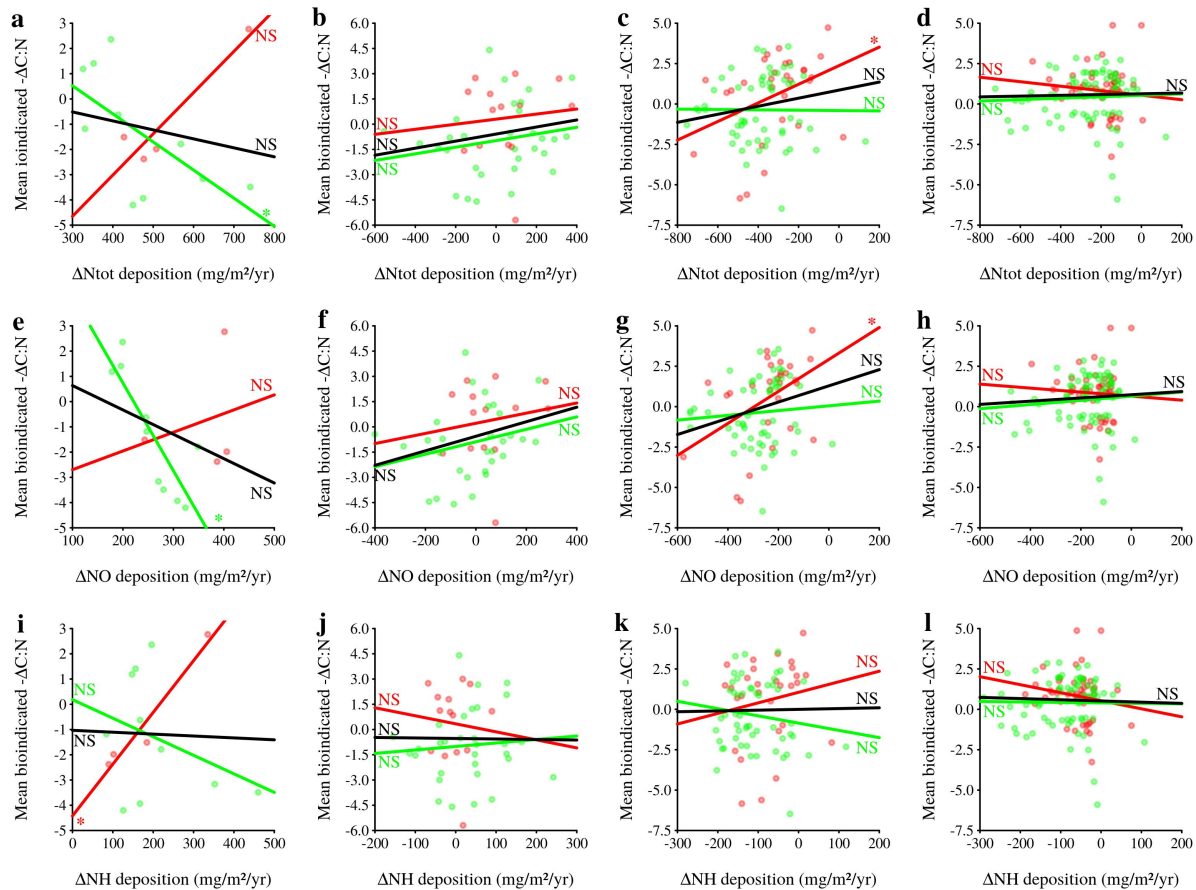 a
Mean ioindicated -ΔC:N
3
2
1
0
-1
-2
-3
-4
-5
300 400 500 600 700 800
NS
NS
*
ΔNtot deposition (mg/m²/yr)
b
Mean bioindicated -ΔC:N
3.0
1.5
0.0
-1.5
-3.0
-4.5
-6.0
-600 -400 -200 0 200 400
NS
NS
NS
ΔNtot deposition (mg/m²/yr)
c
Mean bioindicated -ΔC:N
5.0
2.5
0.0
-2.5
-5.0
-7.5
-800 -600 -400 -200 0 200
*
NS
NS
ΔNtot deposition (mg/m²/yr)
d
Mean bioindicated -ΔC:N
5.0
2.5
0.0
-2.5
-5.0
-7.5
-800 -600 -400 -200 0 200
NS
NS
NS
ΔNtot deposition (mg/m²/yr)
e
Mean bioindicated -ΔC:N
3
2
1
0
-1
-2
-3
-4
-5
100 200 300 400 500
NS
NS
*
ΔNO deposition (mg/m²/yr)
f
Mean bioindicated -ΔC:N
3.0
1.5
0.0
-1.5
-3.0
-4.5
-6.0
-400 -200 0 200 400
NS
NS
NS
ΔNO deposition (mg/m²/yr)
g
Mean bioindicated -ΔC:N
5.0
2.5
0.0
-2.5
-5.0
-7.5
-600 -400 -200 0 200
*
NS
NS
ΔNO deposition (mg/m²/yr)
h
Mean bioindicated -ΔC:N
5.0
2.5
0.0
-2.5
-5.0
-7.5
-600 -400 -200 0 200
NS
NS
NS
ΔNO deposition (mg/m²/yr)
i
Mean bioindicated -ΔC:N
3
2
1
0
-1
-2
-3
-4
-5
0 100 200 300 400 500
NS
NS
*
ΔNH deposition (mg/m²/yr)
j
Mean bioindicated -ΔC:N
3.0
1.5
0.0
-1.5
-3.0
-4.5
-6.0
-200 -100 0 100 200 300
NS
NS
NS
ΔNH deposition (mg/m²/yr)
k
Mean bioindicated -ΔC:N
5.0
2.5
0.0
-2.5
-5.0
-7.5
-300 -200 -100 0 100 200
NS
NS
NS
ΔNH deposition (mg/m²/yr)
l
Mean bioindicated -ΔC:N
5.0
2.5
0.0
-2.5
-5.0
-7.5
-300 -200 -100 0 100 200
NS
NS
NS
ΔNH deposition (mg/m²/yr)